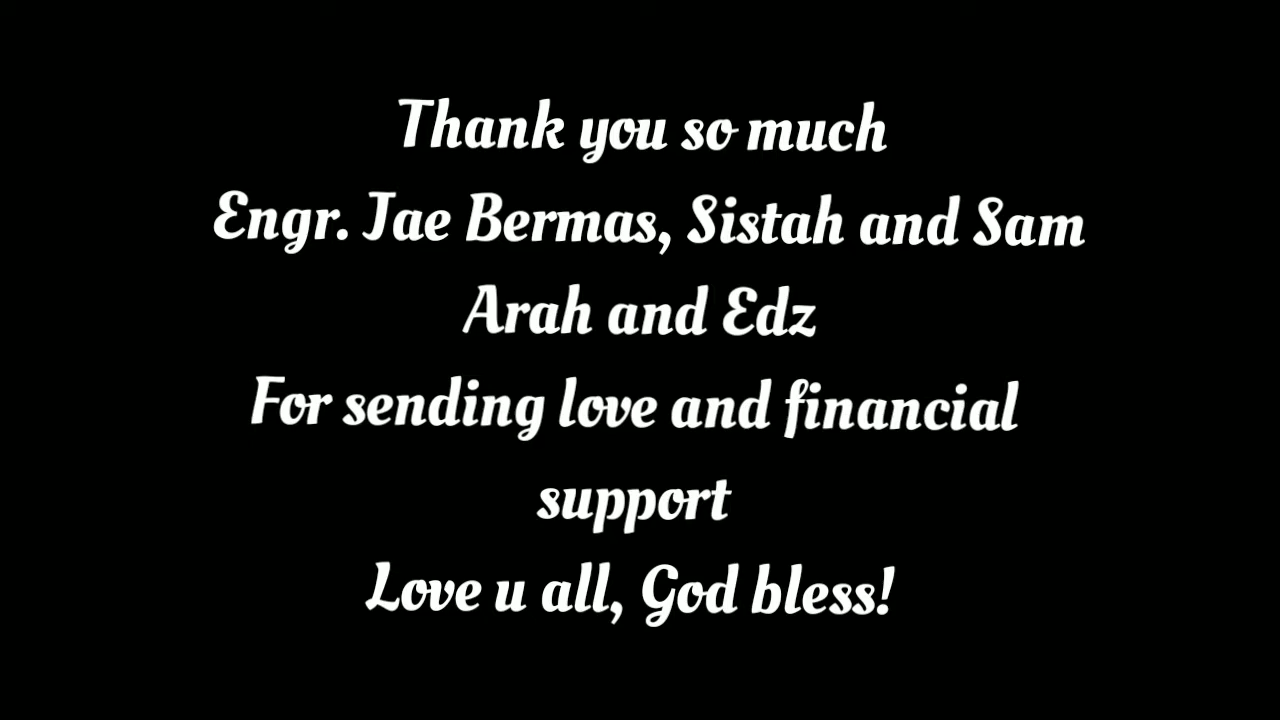 Thank you so much
Engr. Jae Bermas, Sistah and Sam
Arah and Edz
For sending love and financial
support
Love u all, God bless!